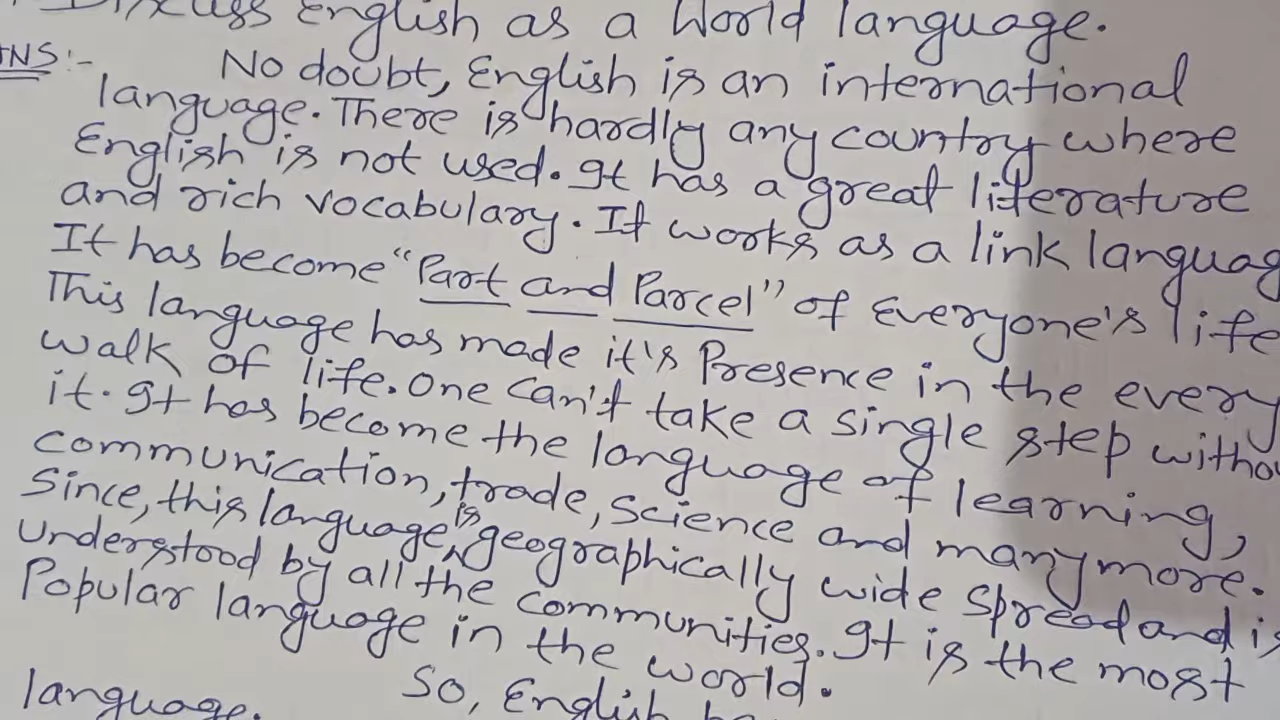 Discuss English as a World language.
ANS:-
No doubt, English is an international
language. There is hardly any country where
English is not used. It has a great literature
and rich vocabulary. It works as a link languag
It has become "Part and Parcel" of Everyone's life
This language has made it's Presence in the every
walk of life. One can't take a single step witho
it. It has become the language of learning,
communication, trade, science and many more.
Since, this language is geographically wide spread and is
understood by all the communities. It is the most
Popular language in the world.
So, English
language.